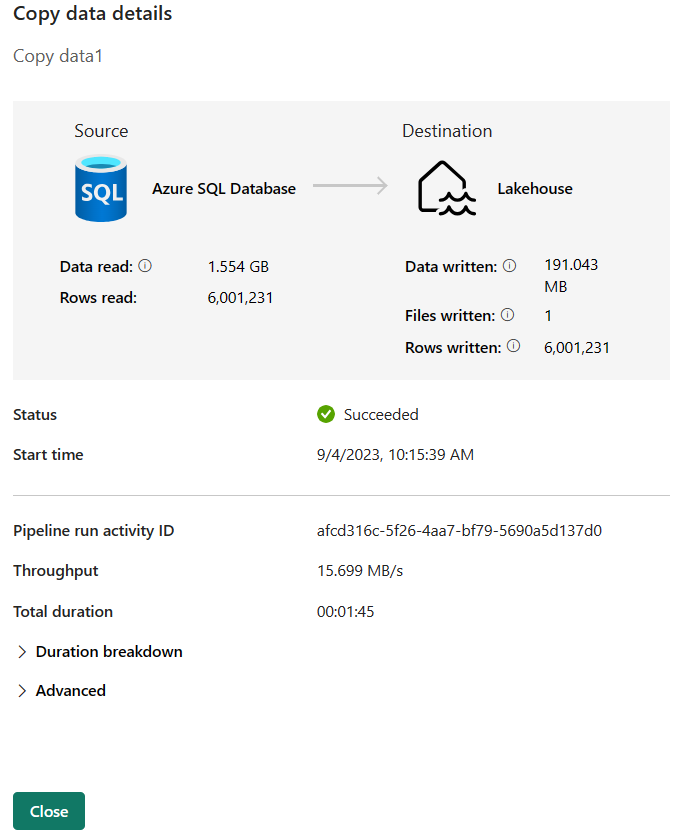 Copy data details
Copy data1
Source
Destination
SQL
Azure SQL Database
Lakehouse
Data read: 1.554 GB
Rows read: 6,001,231
Data written: 191.043
MB
Files written: 1
Rows written: 6,001,231
Status Succeeded
Start time 9/4/2023, 10:15:39 AM
Pipeline run activity ID afcd316c-5f26-4aa7-bf79-5690a5d137d0
Throughput 15.699 MB/s
Total duration 00:01:45
Duration breakdown
Advanced
Close